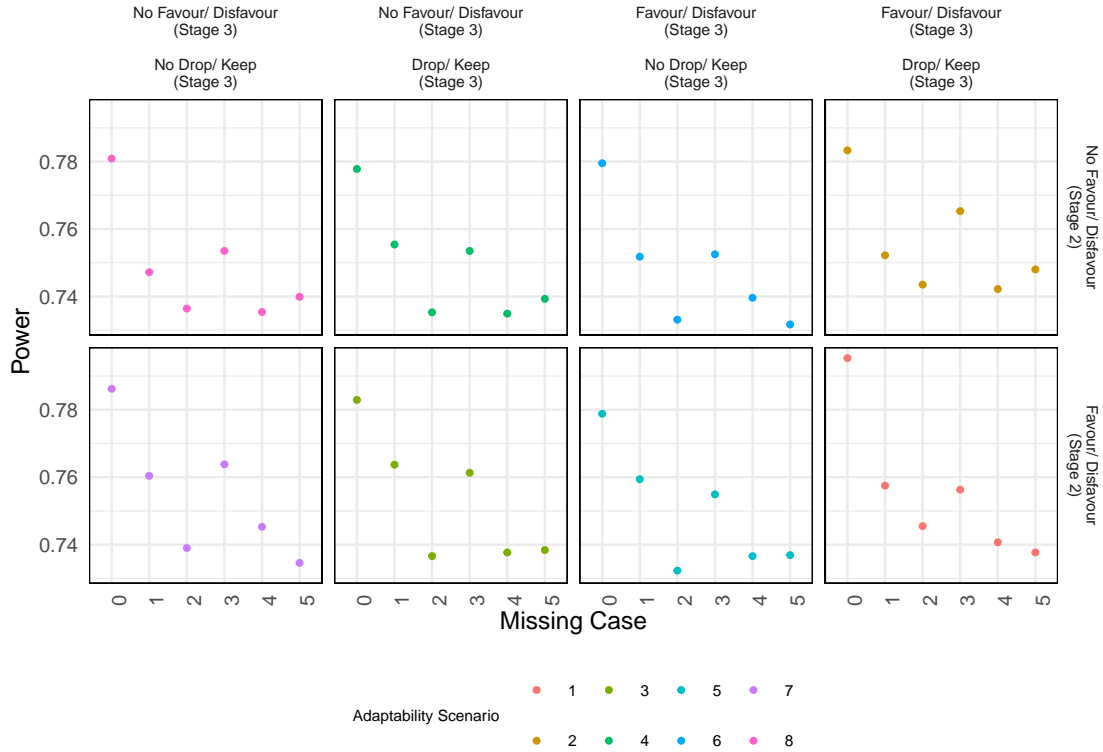 No Favour/ Disfavour
(Stage 3)
No Favour/ Disfavour
(Stage 3)
Favour/ Disfavour
(Stage 3)
Favour/ Disfavour
(Stage 3)
No Drop/ Keep
(Stage 3)
Drop/ Keep
(Stage 3)
No Drop/ Keep
(Stage 3)
Drop/ Keep
(Stage 3)
0.78
0.76
0.74
No Favour/ Disfavour
(Stage 2)
Power
0.78
0.76
0.74
Favour/ Disfavour
(Stage 2)
0 1 2 3 4 5
0 1 2 3 4 5
0 1 2 3 4 5
0 1 2 3 4 5
Missing Case
Adaptability Scenario
1 3 5 7
2 4 6 8